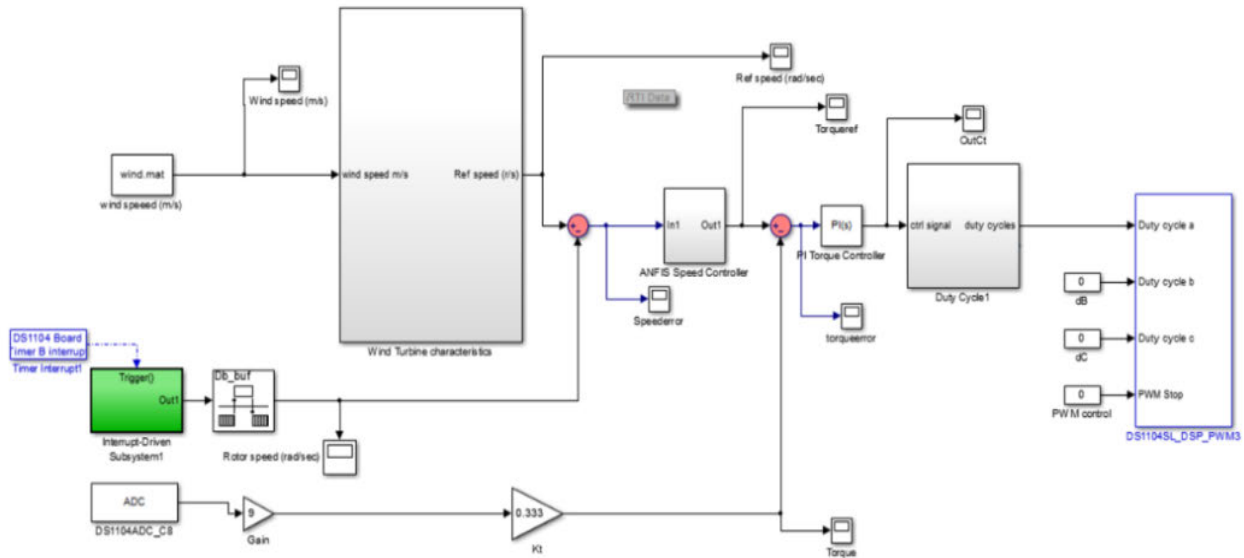 Ref speed (rad/sec)
Wind speed (m/s)
RTI Data
Torqueref
OutCt
wind.mat
wind speeed (m/s)
wind speed m/s
Ref speed (r/s)
In1
Out1
ANFIS Speed Controller
PI(s)
PI Torque Controller
ctrl signal
duty cycles
Duty Cycle1
Duty cycle a
Duty cycle b
Duty cycle c
PWM Stop
DS1104SL_DSP_PWM3
0
dB
0
dC
0
PWM control
Speederror
torqueerror
Wind Turbine characteristics
DS1104 Board
Timer B interrup
Timer Interrupt1
Trigger()
Out1
Interrupt-Driven
Subsystem1
Db_buf
Rotor speed (rad/sec)
ADC
DS1104ADC_C8
9
Gain
0.333
Kt
Torque